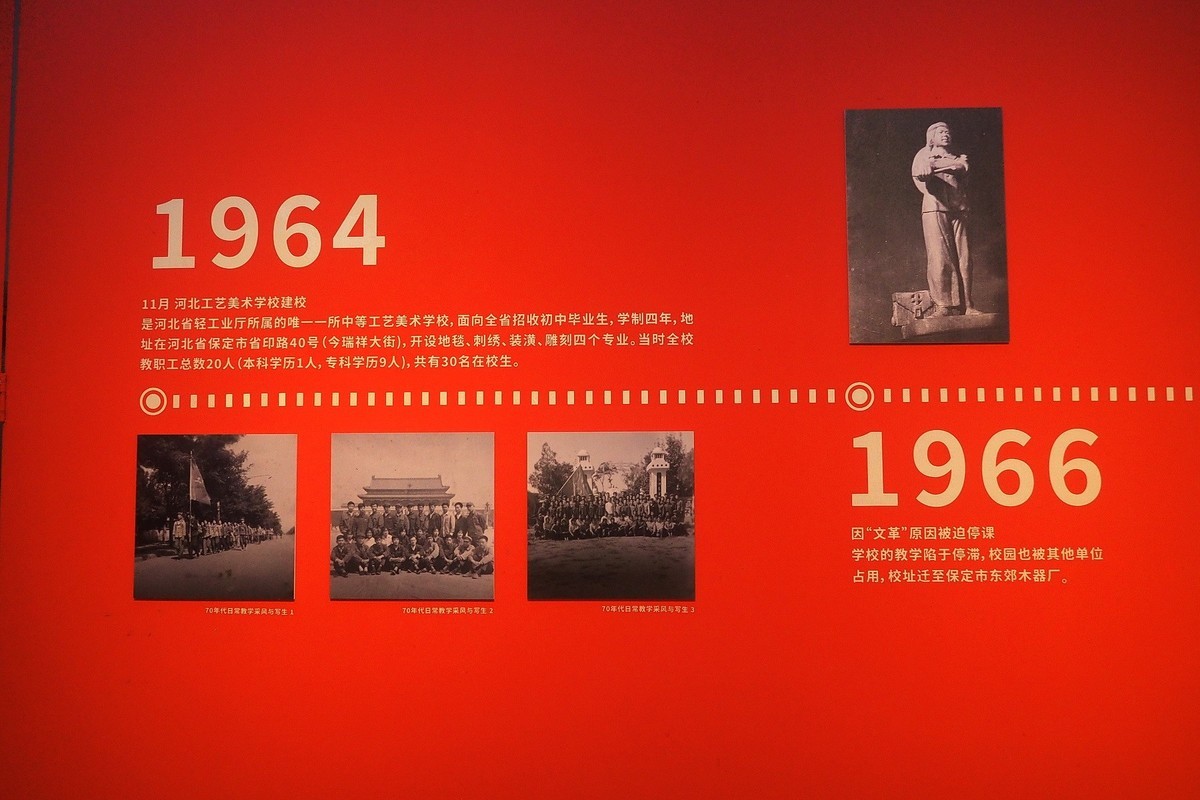 1964
11月 河北工艺美术学校建校
是河北省轻工业厅所属的唯一一所中等工艺美术学校，面向全省招收初中毕业生，学制四年，地
址在河北省保定市省印路40号（今瑞祥大街），开设地毯、刺绣、装潢、雕刻四个专业。当时全校
教职工总数20人（本科学历1人，专科学历9人），共有30名在校生。
70年代日常教学采风与写生 1
70年代日常教学采风与写生 2
70年代日常教学采风与写生 3
1966
因“文革”原因被迫停课
学校的教学陷于停滞，校园也被其他单位
占用，校址迁至保定市东郊木器厂。